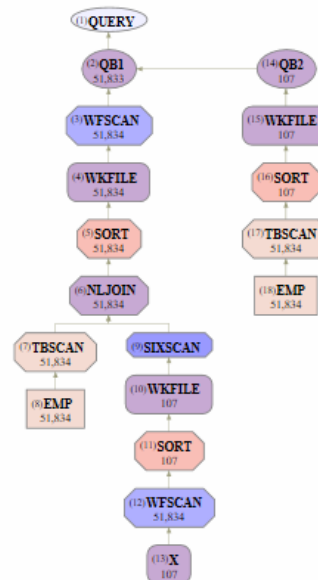 (1)QUERY
(2)QB1
51,833
(14)QB2
107
(3)WFSCAN
51,834
(15)WKFILE
107
(4)WKFILE
51,834
(16)SORT
107
(5)SORT
51,834
(17)TBSCAN
51,834
(6)NLJOIN
51,834
(18)EMP
51,834
(7)TBSCAN
51,834
(9)SIXSCAN
(8)EMP
51,834
(10)WKFILE
107
(11)SORT
107
(12)WFSCAN
51,834
(13)X
107